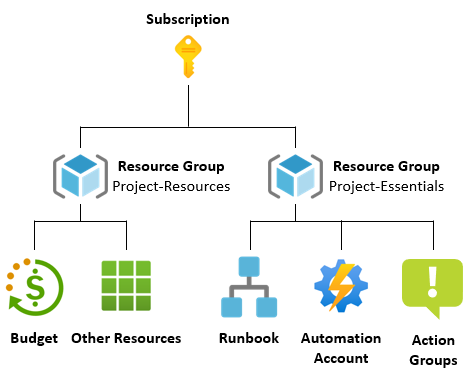 Subscription
Resource Group
Project-Resources
Resource Group
Project-Essentials
$
!
Budget
Other Resources
Runbook
Automation
Account
Action
Groups